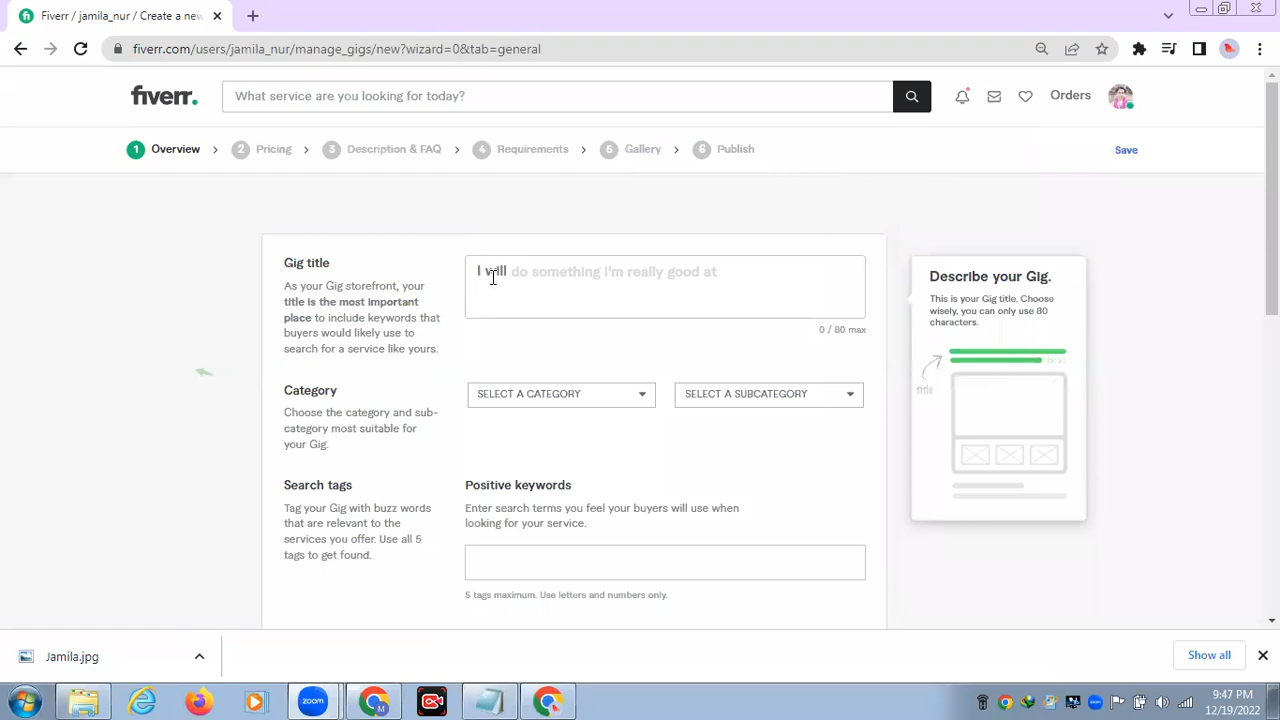 Fiverr / jamila_nur / Create a new
fiverr.com/users/jamila_nur/manage_gigs/new?wizard=0&tab=general
fiverr.
What service are you looking for today?
Orders
1 Overview
2 Pricing
3 Description & FAQ
4 Requirements
5 Gallery
6 Publish
Save
Gig title
As your Gig storefront, your
title is the most important
place to include keywords that
buyers would likely use to
search for a service like yours.
I will do something I'm really good at
0 / 80 max
Category
Choose the category and sub-
category most suitable for
your Gig.
SELECT A CATEGORY
SELECT A SUBCATEGORY
Search tags
Tag your Gig with buzz words
that are relevant to the
services you offer. Use all 5
tags to get found.
Positive keywords
Enter search terms you feel your buyers will use when
looking for your service.
5 tags maximum. Use letters and numbers only.
Describe your Gig.
This is your Gig title. Choose
wisely, you can only use 80
characters.
title
Jamila.jpg
Show all
zoom
M
9:47 PM
12/19/2022